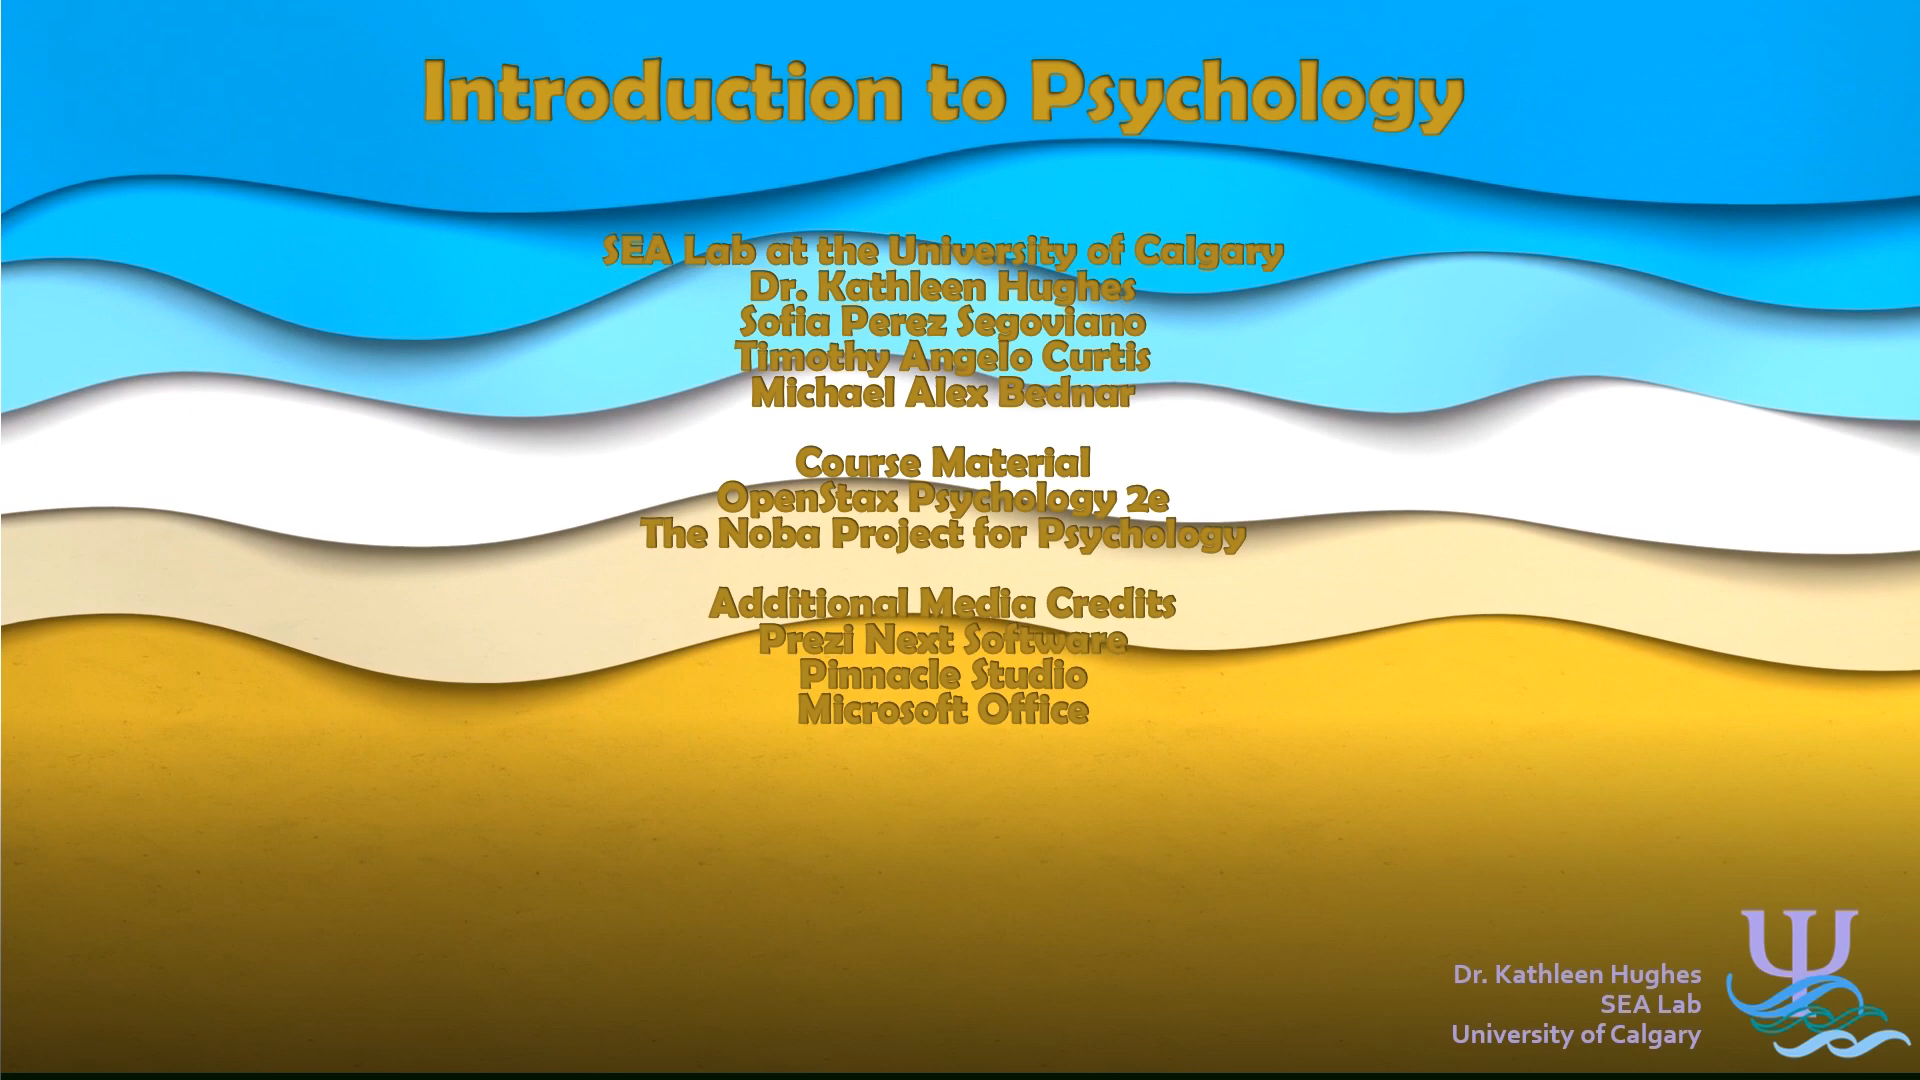 Introduction to Psychology
SEA Lab at the University of Calgary
Dr. Kathleen Hughes
Sofia Perez Segoviano
Timothy Angelo Curtis
Michael Alex Bednar
Course Material
OpenStax Psychology 2e
The Noba Project for Psychology
Additional Media Credits
Prezi Next Software
Pinnacle Studio
Microsoft Office
Dr. Kathleen Hughes
SEA Lab
University of Calgary
Ψ